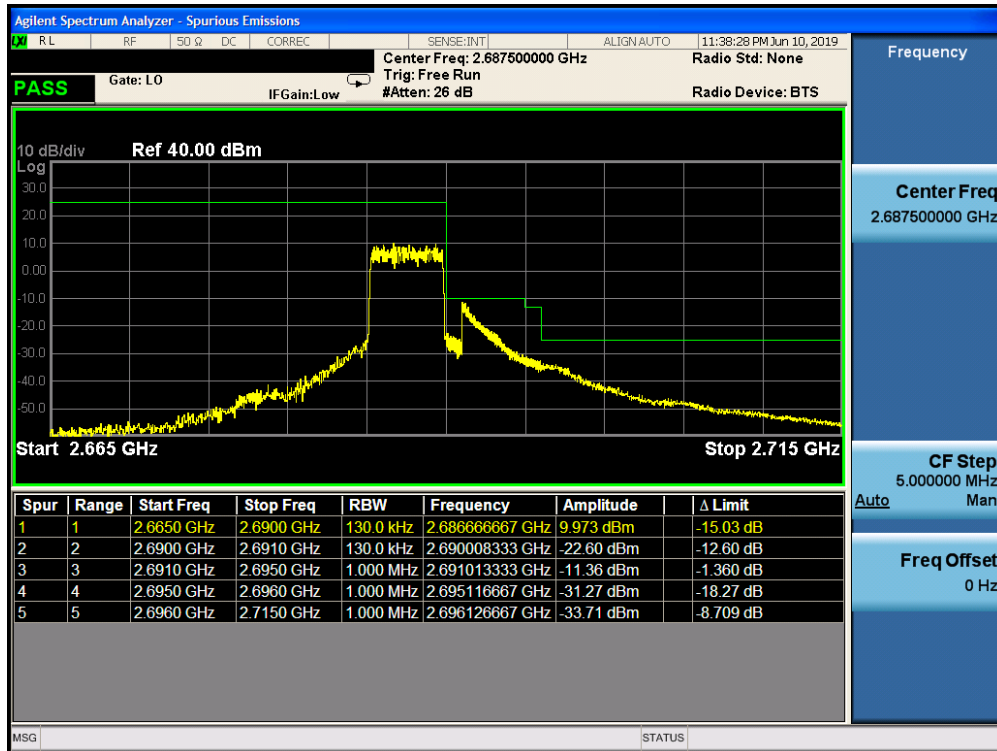 Agilent Spectrum Analyzer - Spurious Emissions
LXI RL RF 50 Ω DC CORREC SENSE:INT ALIGN AUTO 11:38:28 PM Jun 10, 2019
Center Freq: 2.687500000 GHz Radio Std: None
Trig: Free Run
PASS Gate: LO IFGain:Low #Atten: 26 dB Radio Device: BTS
10 dB/div Ref 40.00 dBm
Log
30.0
20.0
10.0
0.00
-10.0
-20.0
-30.0
-40.0
-50.0
Start 2.665 GHz Stop 2.715 GHz
Spur Range Start Freq Stop Freq RBW Frequency Amplitude Δ Limit
1 1 2.6650 GHz 2.6900 GHz 130.0 kHz 2.686666667 GHz 9.973 dBm -15.03 dB
2 2 2.6900 GHz 2.6910 GHz 130.0 kHz 2.690008333 GHz -22.60 dBm -12.60 dB
3 3 2.6910 GHz 2.6950 GHz 1.000 MHz 2.691013333 GHz -11.36 dBm -1.360 dB
4 4 2.6950 GHz 2.6960 GHz 1.000 MHz 2.695116667 GHz -31.27 dBm -18.27 dB
5 5 2.6960 GHz 2.7150 GHz 1.000 MHz 2.696126667 GHz -33.71 dBm -8.709 dB
MSG STATUS
Frequency
Center Freq
2.687500000 GHz
CF Step
5.000000 MHz
Auto Man
Freq Offset
0 Hz